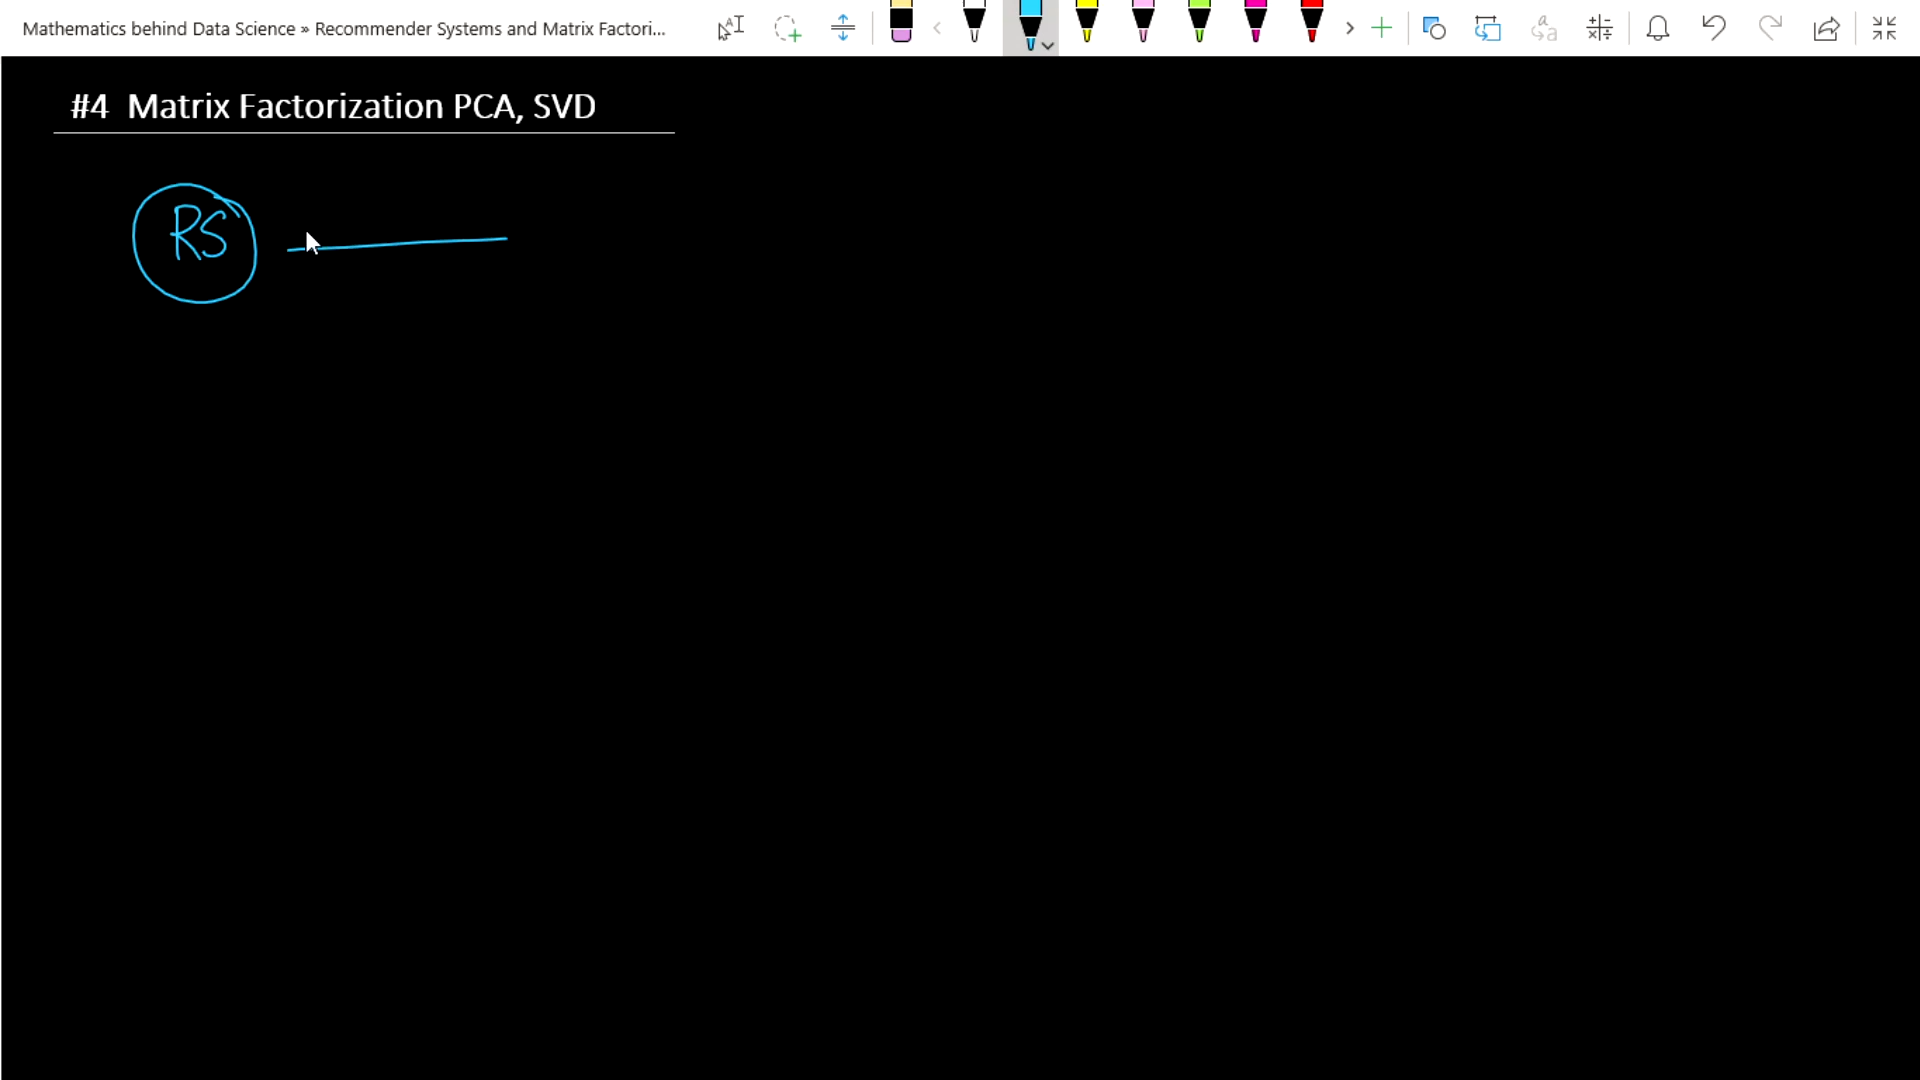 Mathematics behind Data Science » Recommender Systems and Matrix Factori...
#4 Matrix Factorization PCA, SVD
RS